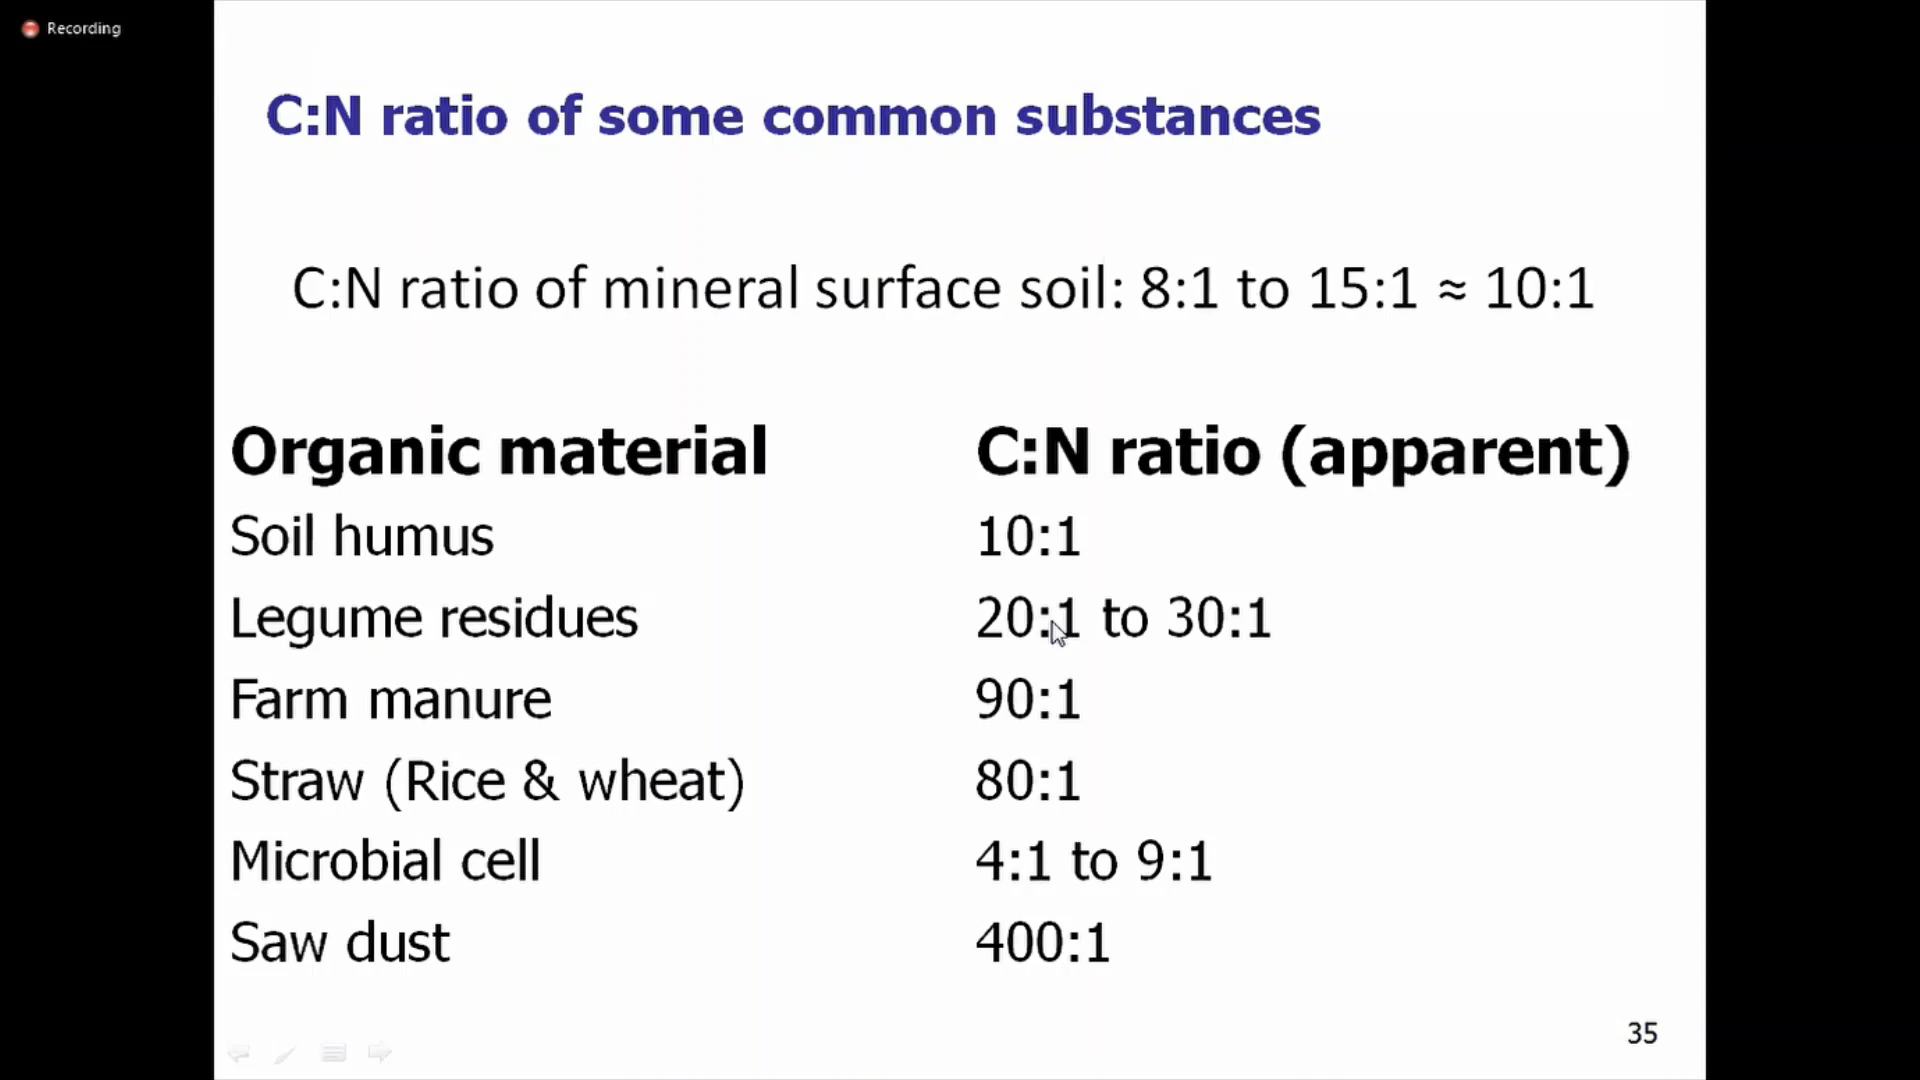 Recording
C:N ratio of some common substances
C:N ratio of mineral surface soil: 8:1 to 15:1 ≈ 10:1
Organic material C:N ratio (apparent)
Soil humus 10:1
Legume residues 20:1 to 30:1
Farm manure 90:1
Straw (Rice & wheat) 80:1
Microbial cell 4:1 to 9:1
Saw dust 400:1
35